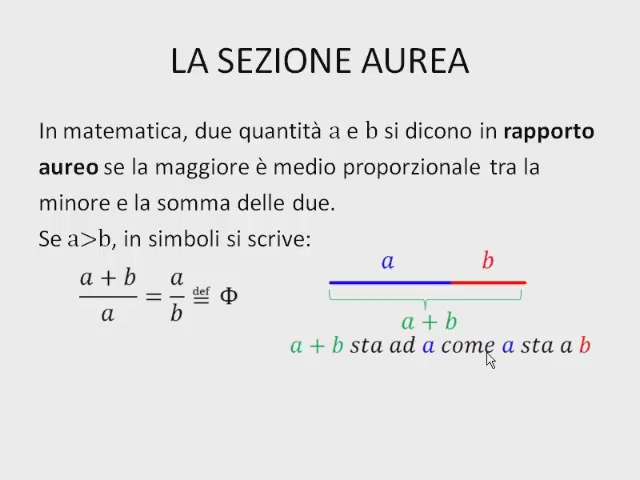 LA SEZIONE AUREA
In matematica, due quantità a e b si dicono in rapporto
aureo se la maggiore è medio proporzionale tra la
minore e la somma delle due.
Se a>b, in simboli si scrive:
(a + b)/a = a/b ≝ Φ
a b
a + b
a + b sta ad a come a sta a b